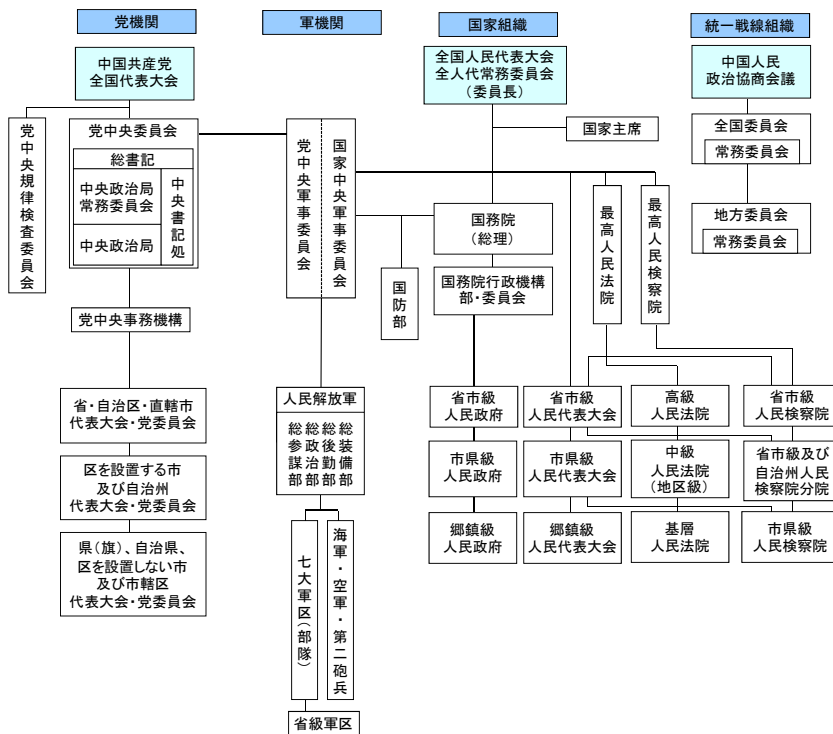 党機関
軍機関
国家組織
統一戦線組織
中国共産党
全国代表大会
党中央規律検査委員会
党中央委員会
総書記
中央政治局
常務委員会
中央政治局
中央書記処
党中央事務機構
省・自治区・直轄市
代表大会・党委員会
区を設置する市
及び自治州
代表大会・党委員会
県(旗)、自治県、
区を設置しない市
及び市轄区
代表大会・党委員会
党中央軍事委員会
国家中央軍事委員会
国防部
人民解放軍
総参謀部
総政治部
総後勤部
総装備部
七大軍区(部隊)
海軍・空軍・第二砲兵
省級軍区
全国人民代表大会
全人代常務委員会
(委員長)
国家主席
国務院
(総理)
国務院行政機構
部・委員会
最高人民法院
最高人民検察院
省市級
人民政府
省市級
人民代表大会
高級
人民法院
省市級
人民検察院
市県級
人民政府
市県級
人民代表大会
中級
人民法院
(地区級)
省市級及び
自治州人民
検察院分院
郷鎮級
人民政府
郷鎮級
人民代表大会
基層
人民法院
市県級
人民検察院
中国人民
政治協商会議
全国委員会
常務委員会
地方委員会
常務委員会